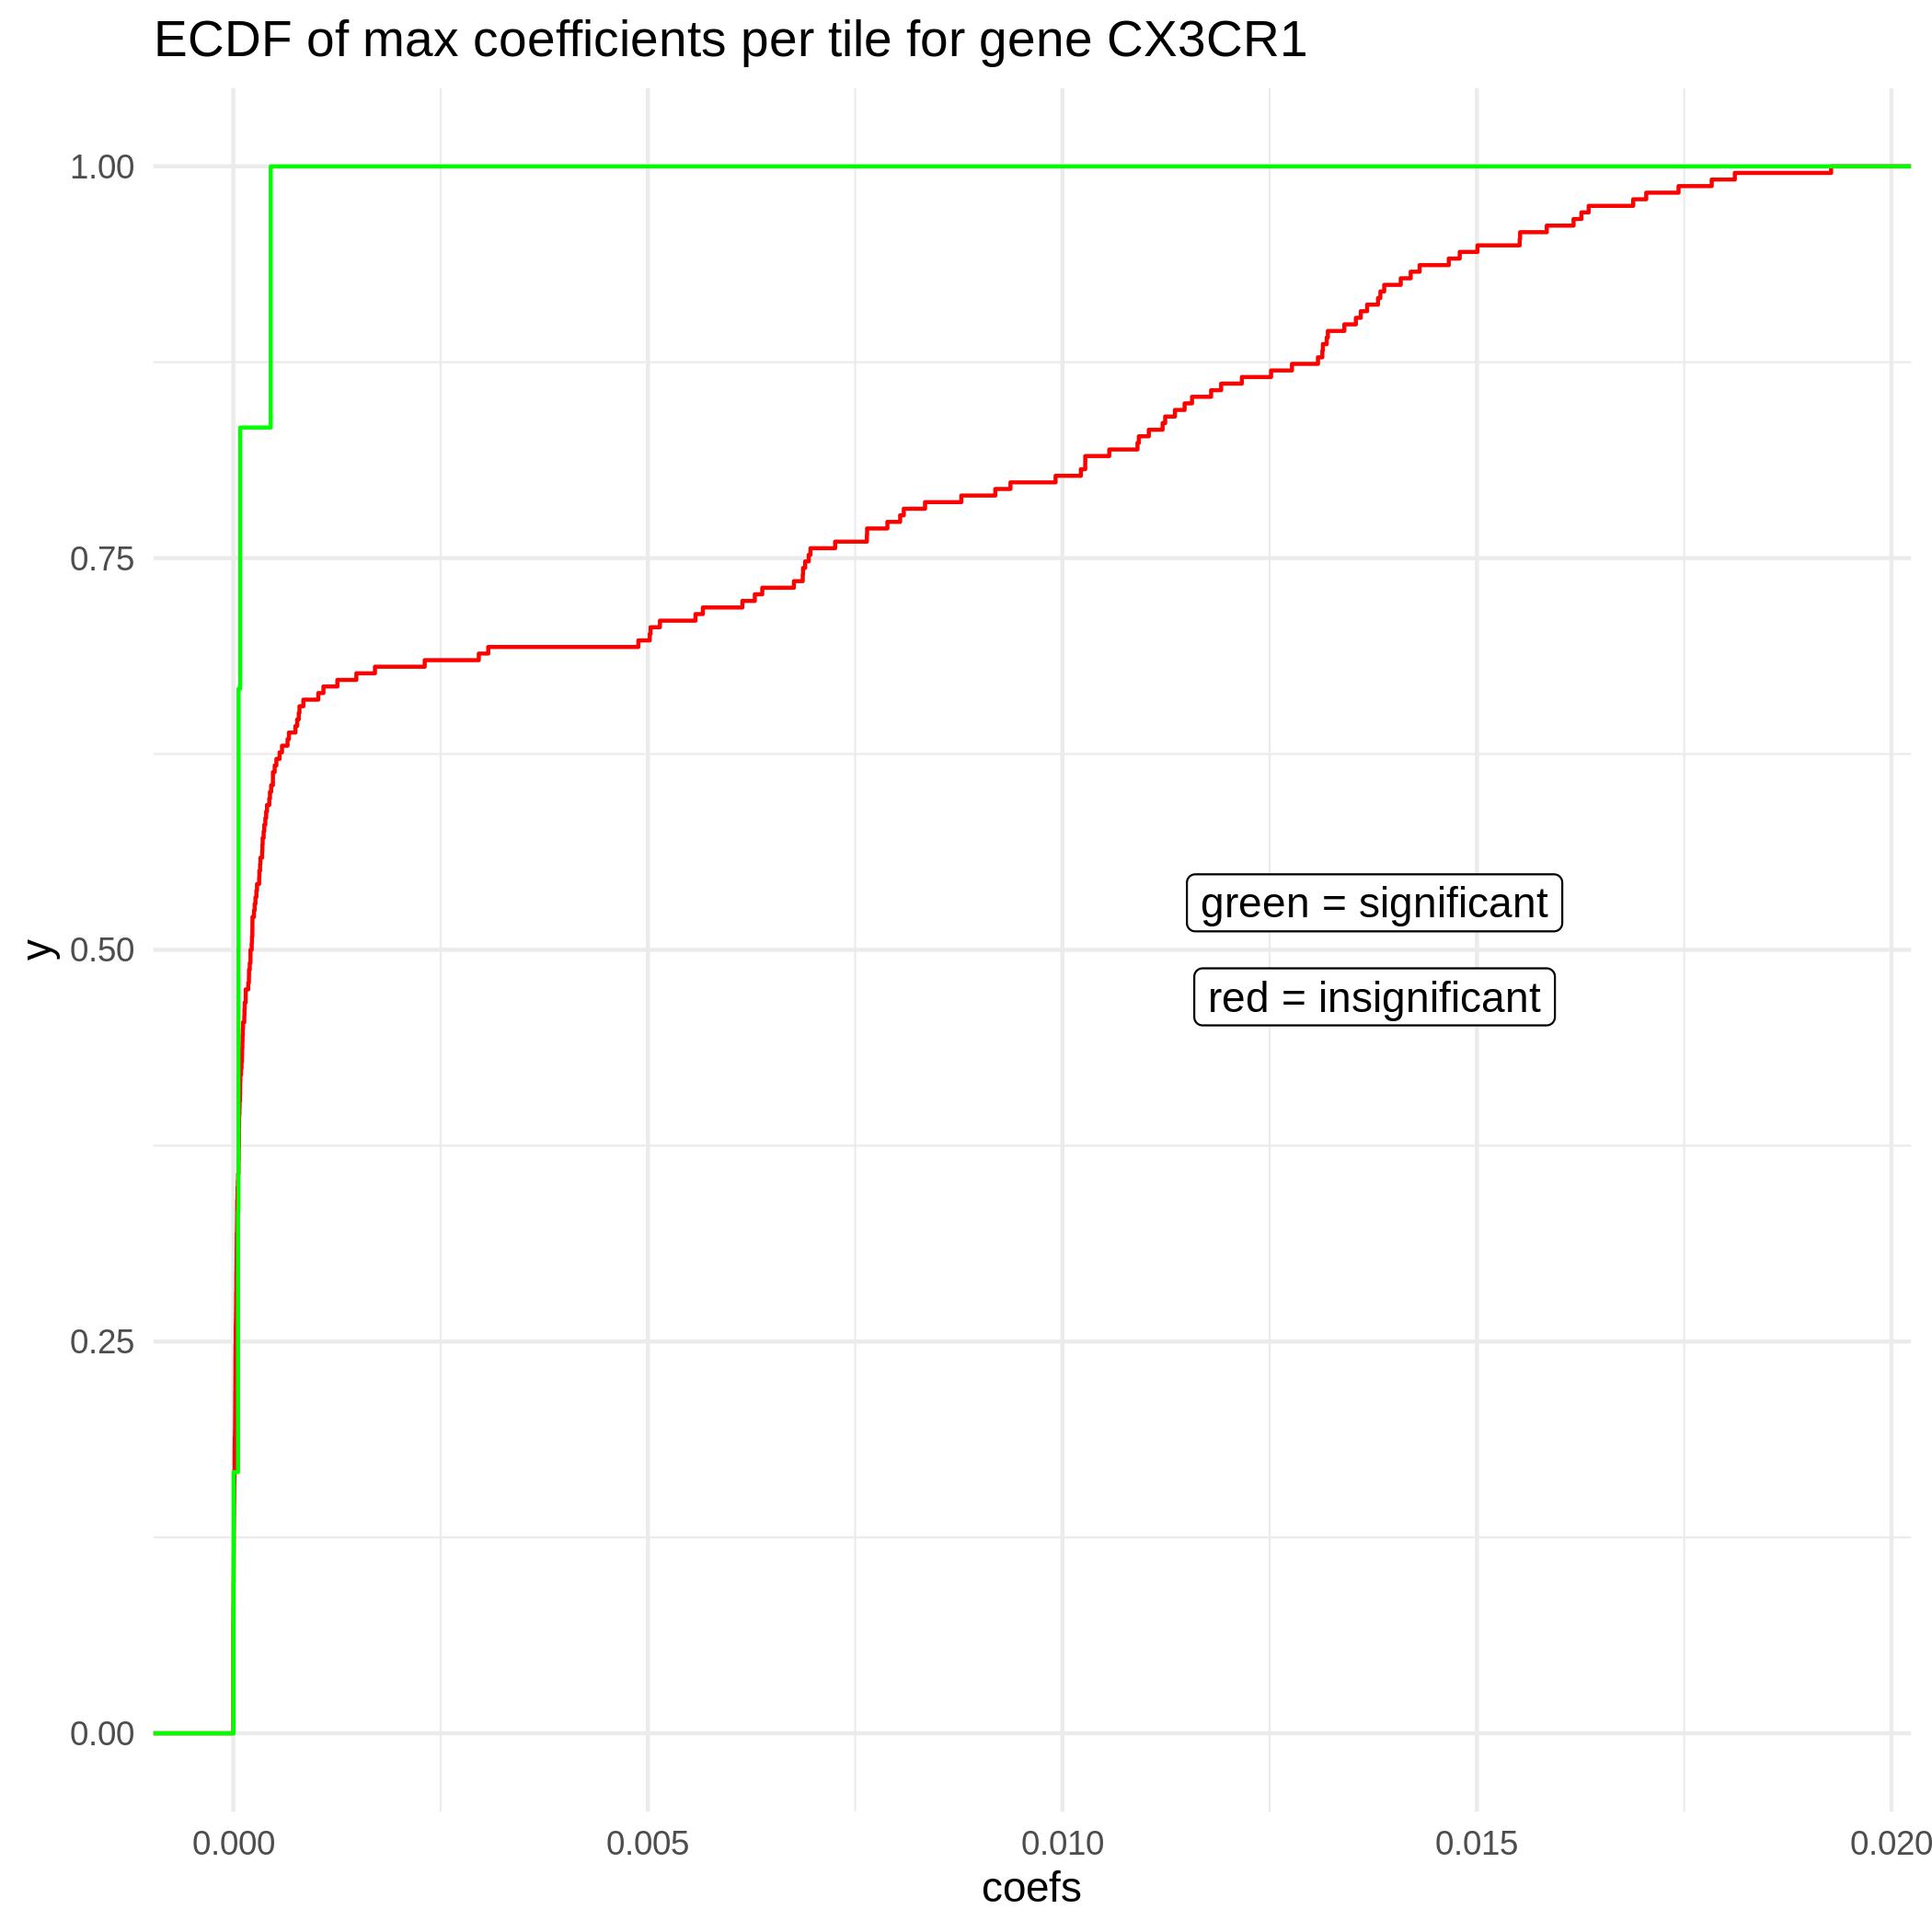 ECDF of max coefficients per tile for gene CX3CR1
1.00
0.75
0.50
0.25
0.00
y
green = significant
red = insignificant
0.000 0.005 0.010 0.015 0.020
coefs